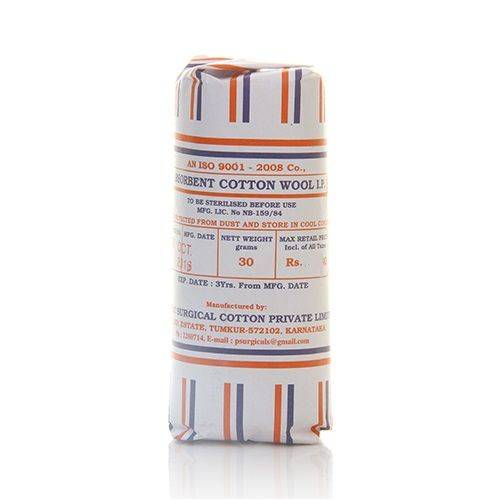 AN ISO 9001 - 2008 Co.,
BSORBENT COTTON WOOL I.P.
TO BE STERILISED BEFORE USE
MFG. LIC. No NB-159/84
TECTED FROM DUST AND STORE IN COOL
MFG. DATE NETT WEIGHT grams MAX RETAIL Incl. of All
OCT. 30 Rs.
EXP. DATE : 3Yrs. From MFG. DATE
Manufactured by:
SURGICAL COTTON PRIVATE LIMI
ESTATE, TUMKUR-572102, KARNATAKA
2280714, E-mail : psurgicals@gmail.com